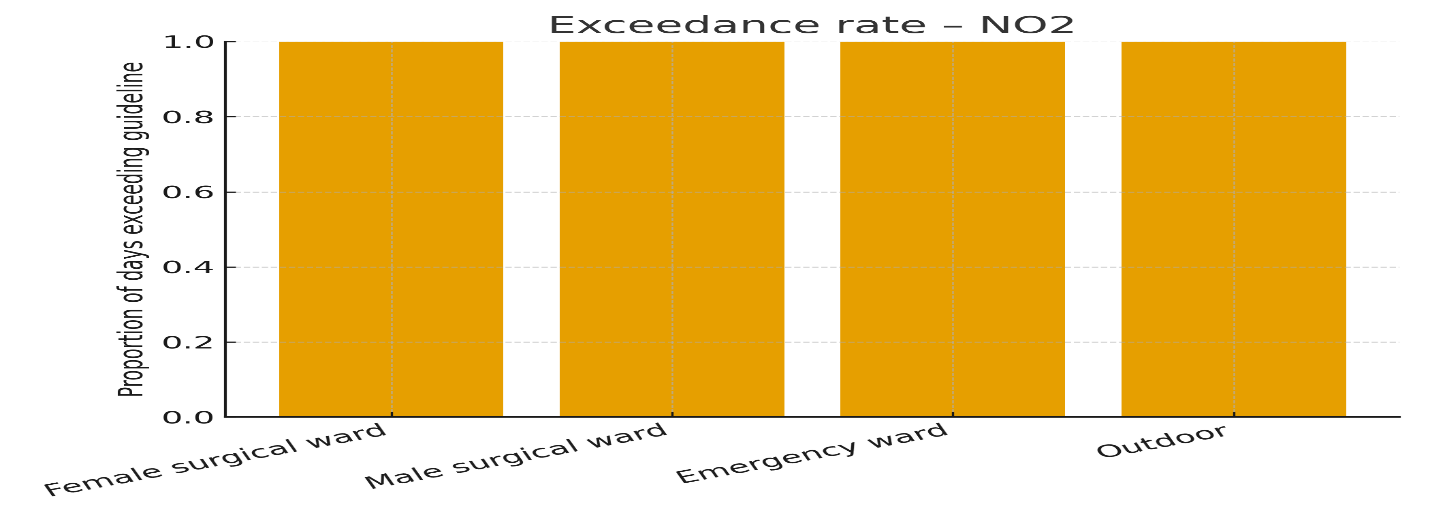 Exceedance rate – NO2
Proportion of days exceeding guideline
1.0
0.8
0.6
0.4
0.2
0.0
Female surgical ward
Male surgical ward
Emergency ward
Outdoor